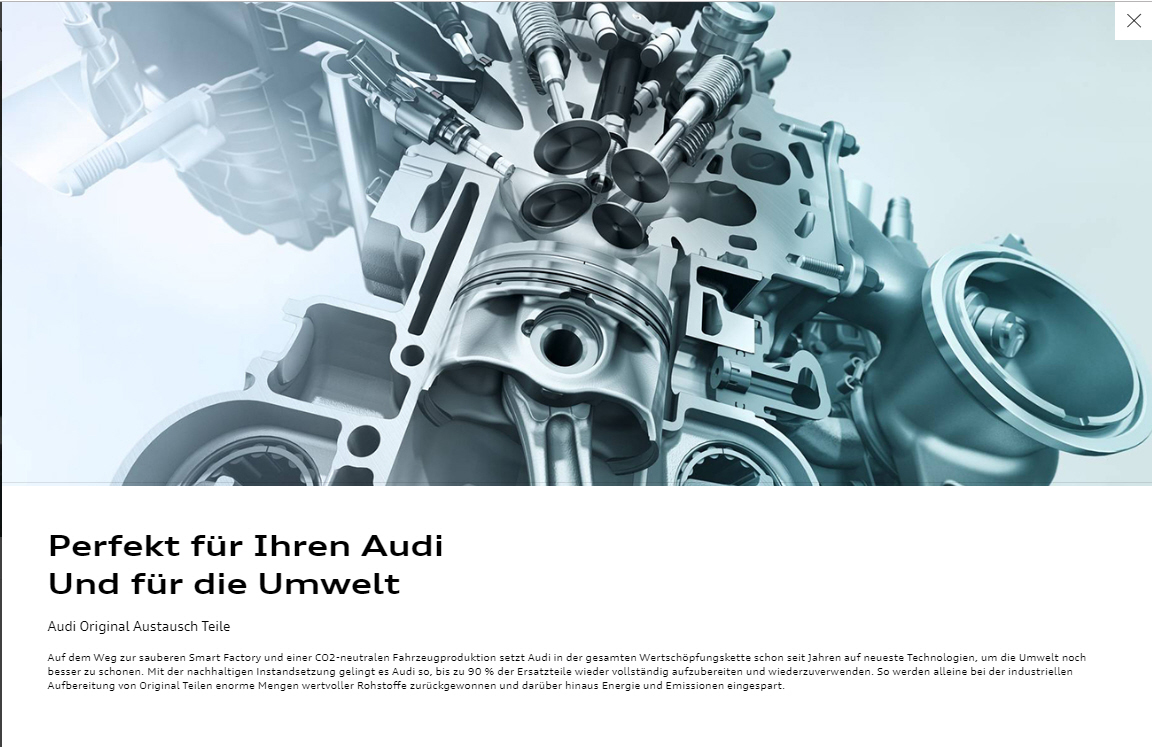 Perfekt für Ihren Audi
Und für die Umwelt
Audi Original Austausch Teile
Auf dem Weg zur sauberen Smart Factory und einer CO2-neutralen Fahrzeugproduktion setzt Audi in der gesamten Wertschöpfungskette schon seit Jahren auf neueste Technologien, um die Umwelt noch
besser zu schonen. Mit der nachhaltigen Instandsetzung gelingt es Audi so, bis zu 90 % der Ersatzteile wieder vollständig aufzubereiten und wiederzuverwenden. So werden alleine bei der industriellen
Aufbereitung von Original Teilen enorme Mengen wertvoller Rohstoffe zurückgewonnen und darüber hinaus Energie und Emissionen eingespart.